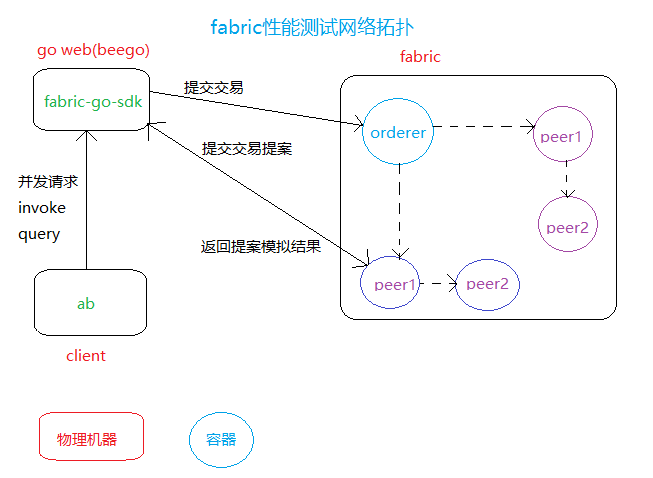 fabric性能测试网络拓扑
go web(beego)
fabric
fabric-go-sdk
提交交易
orderer
peer1
提交交易提案
并发请求
invoke
query
peer2
返回提案模拟结果
peer1
peer2
ab
client
物理机器
容器